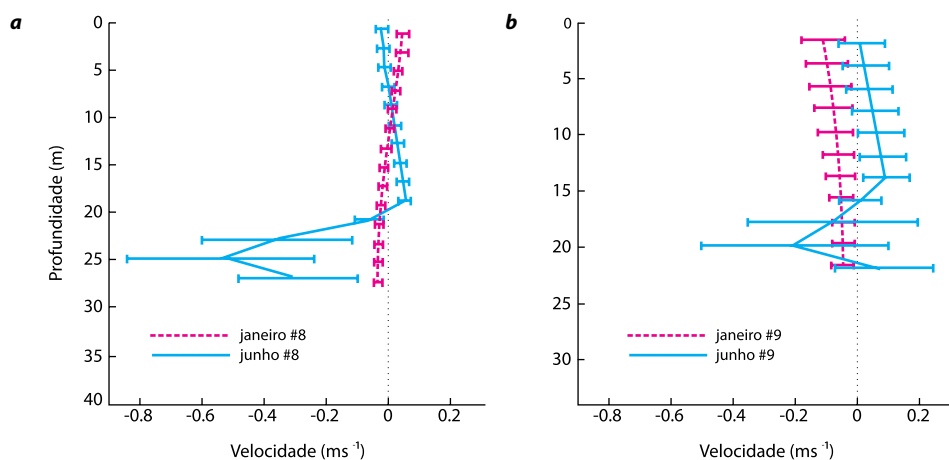 a
0
5
10
15
20
25
30
35
40
Profundidade (m)
janeiro #8
junho #8
-0.8 -0.6 -0.4 -0.2 0 0.2
Velocidade (ms -1)
b
0
5
10
15
20
25
30
janeiro #9
junho #9
-0.8 -0.6 -0.4 -0.2 0 0.2
Velocidade (ms -1)